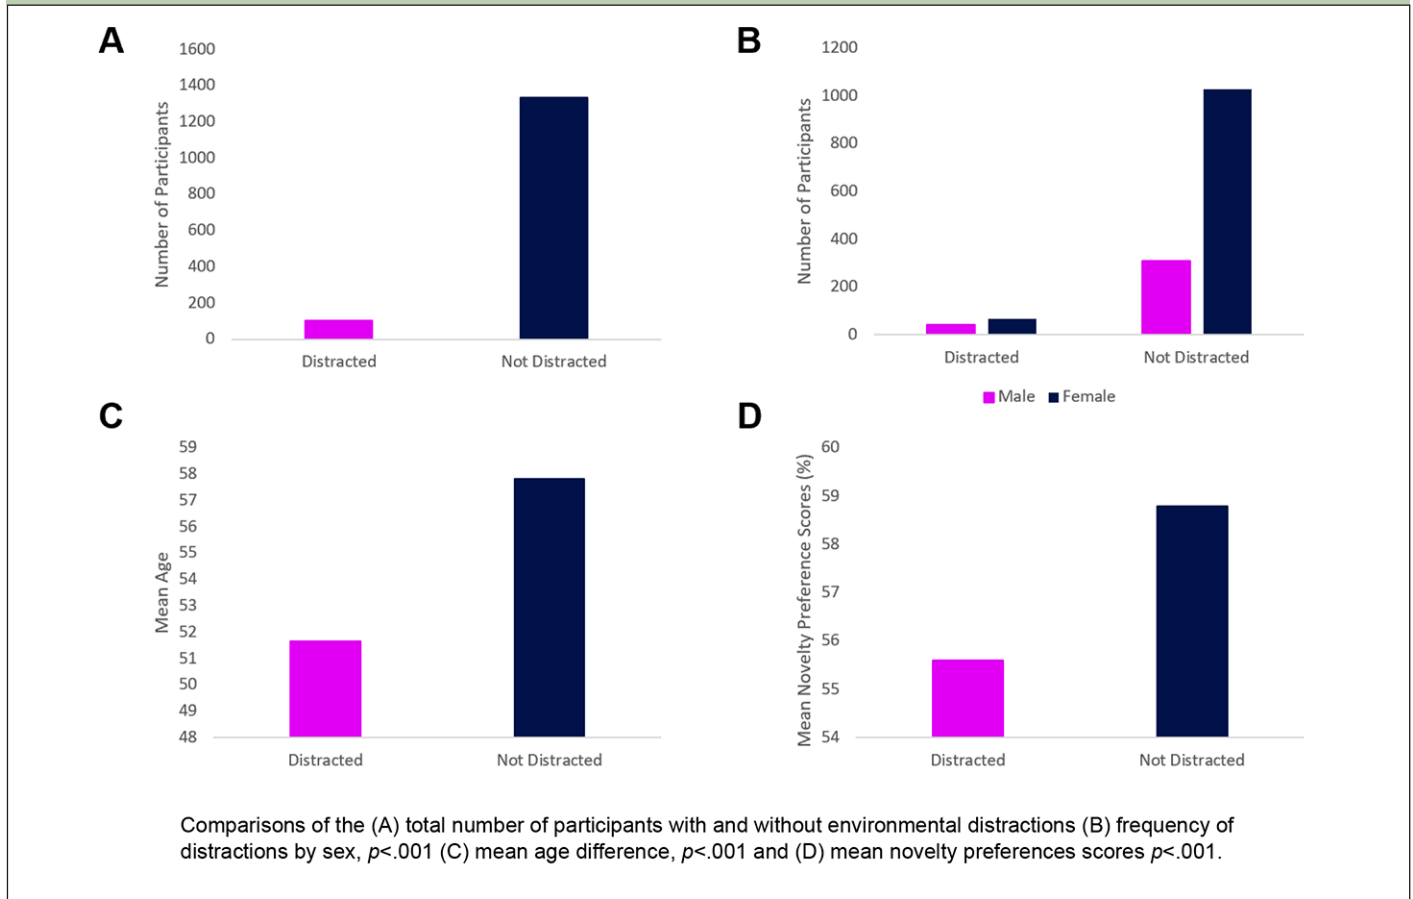 A
1600
1400
1200
1000
800
600
400
200
0
Number of Participants
Distracted
Not Distracted
B
1200
1000
800
600
400
200
0
Number of Participants
Distracted
Not Distracted
Male
Female
C
59
58
57
56
55
54
53
52
51
50
49
48
Mean Age
Distracted
Not Distracted
D
60
59
58
57
56
55
54
Mean Novelty Preference Scores (%)
Distracted
Not Distracted
Comparisons of the (A) total number of participants with and without environmental distractions (B) frequency of
distractions by sex, p<.001 (C) mean age difference, p<.001 and (D) mean novelty preferences scores p<.001.